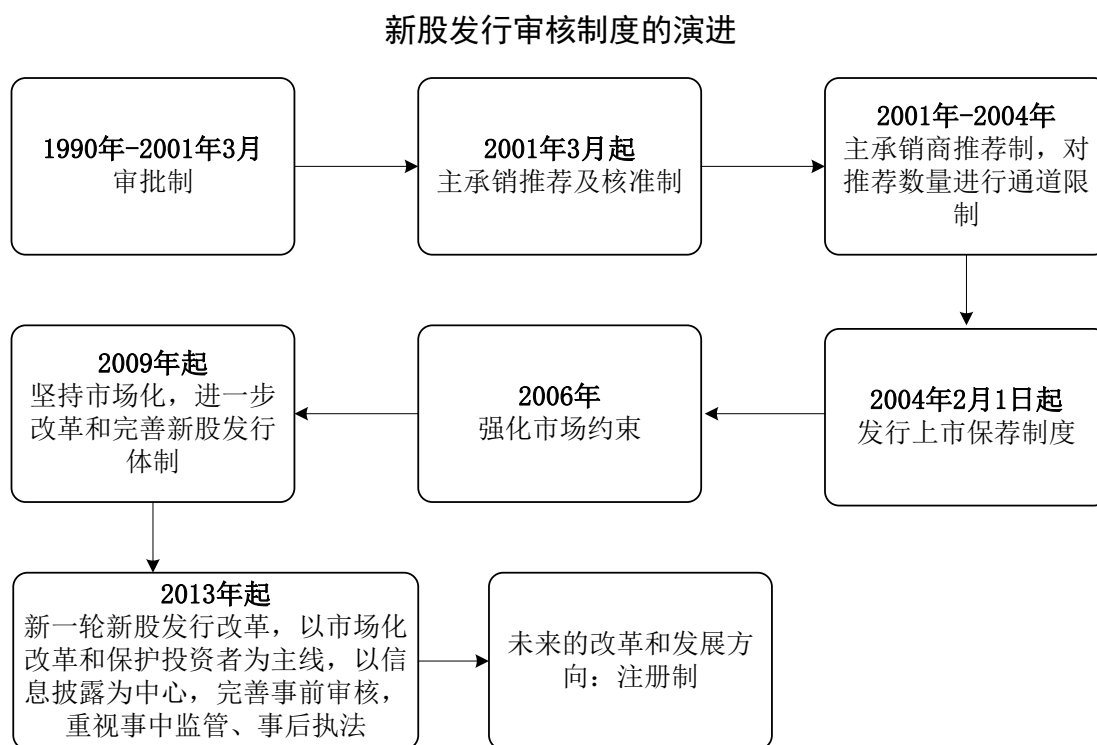 新股发行审核制度的演进
1990年-2001年3月
审批制
2001年3月起
主承销推荐及核准制
2001年-2004年
主承销商推荐制，对
推荐数量进行通道限
制
2004年2月1日起
发行上市保荐制度
2006年
强化市场约束
2009年起
坚持市场化，进一步
改革和完善新股发行
体制
2013年起
新一轮新股发行改革，以市场化
改革和保护投资者为主线，以信
息披露为中心，完善事前审核，
重视事中监管、事后执法
未来的改革和发展方
向：注册制